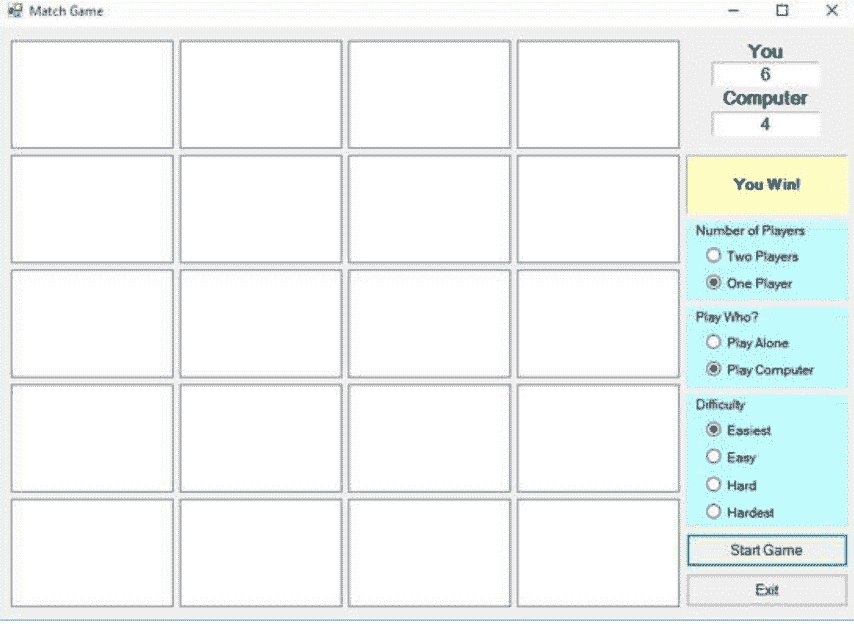 Match Game
You
6
Computer
4
You Win!
Number of Players
Two Players
One Player
Play Who?
Play Alone
Play Computer
Difficulty
Easiest
Easy
Hard
Hardest
Start Game
Exit